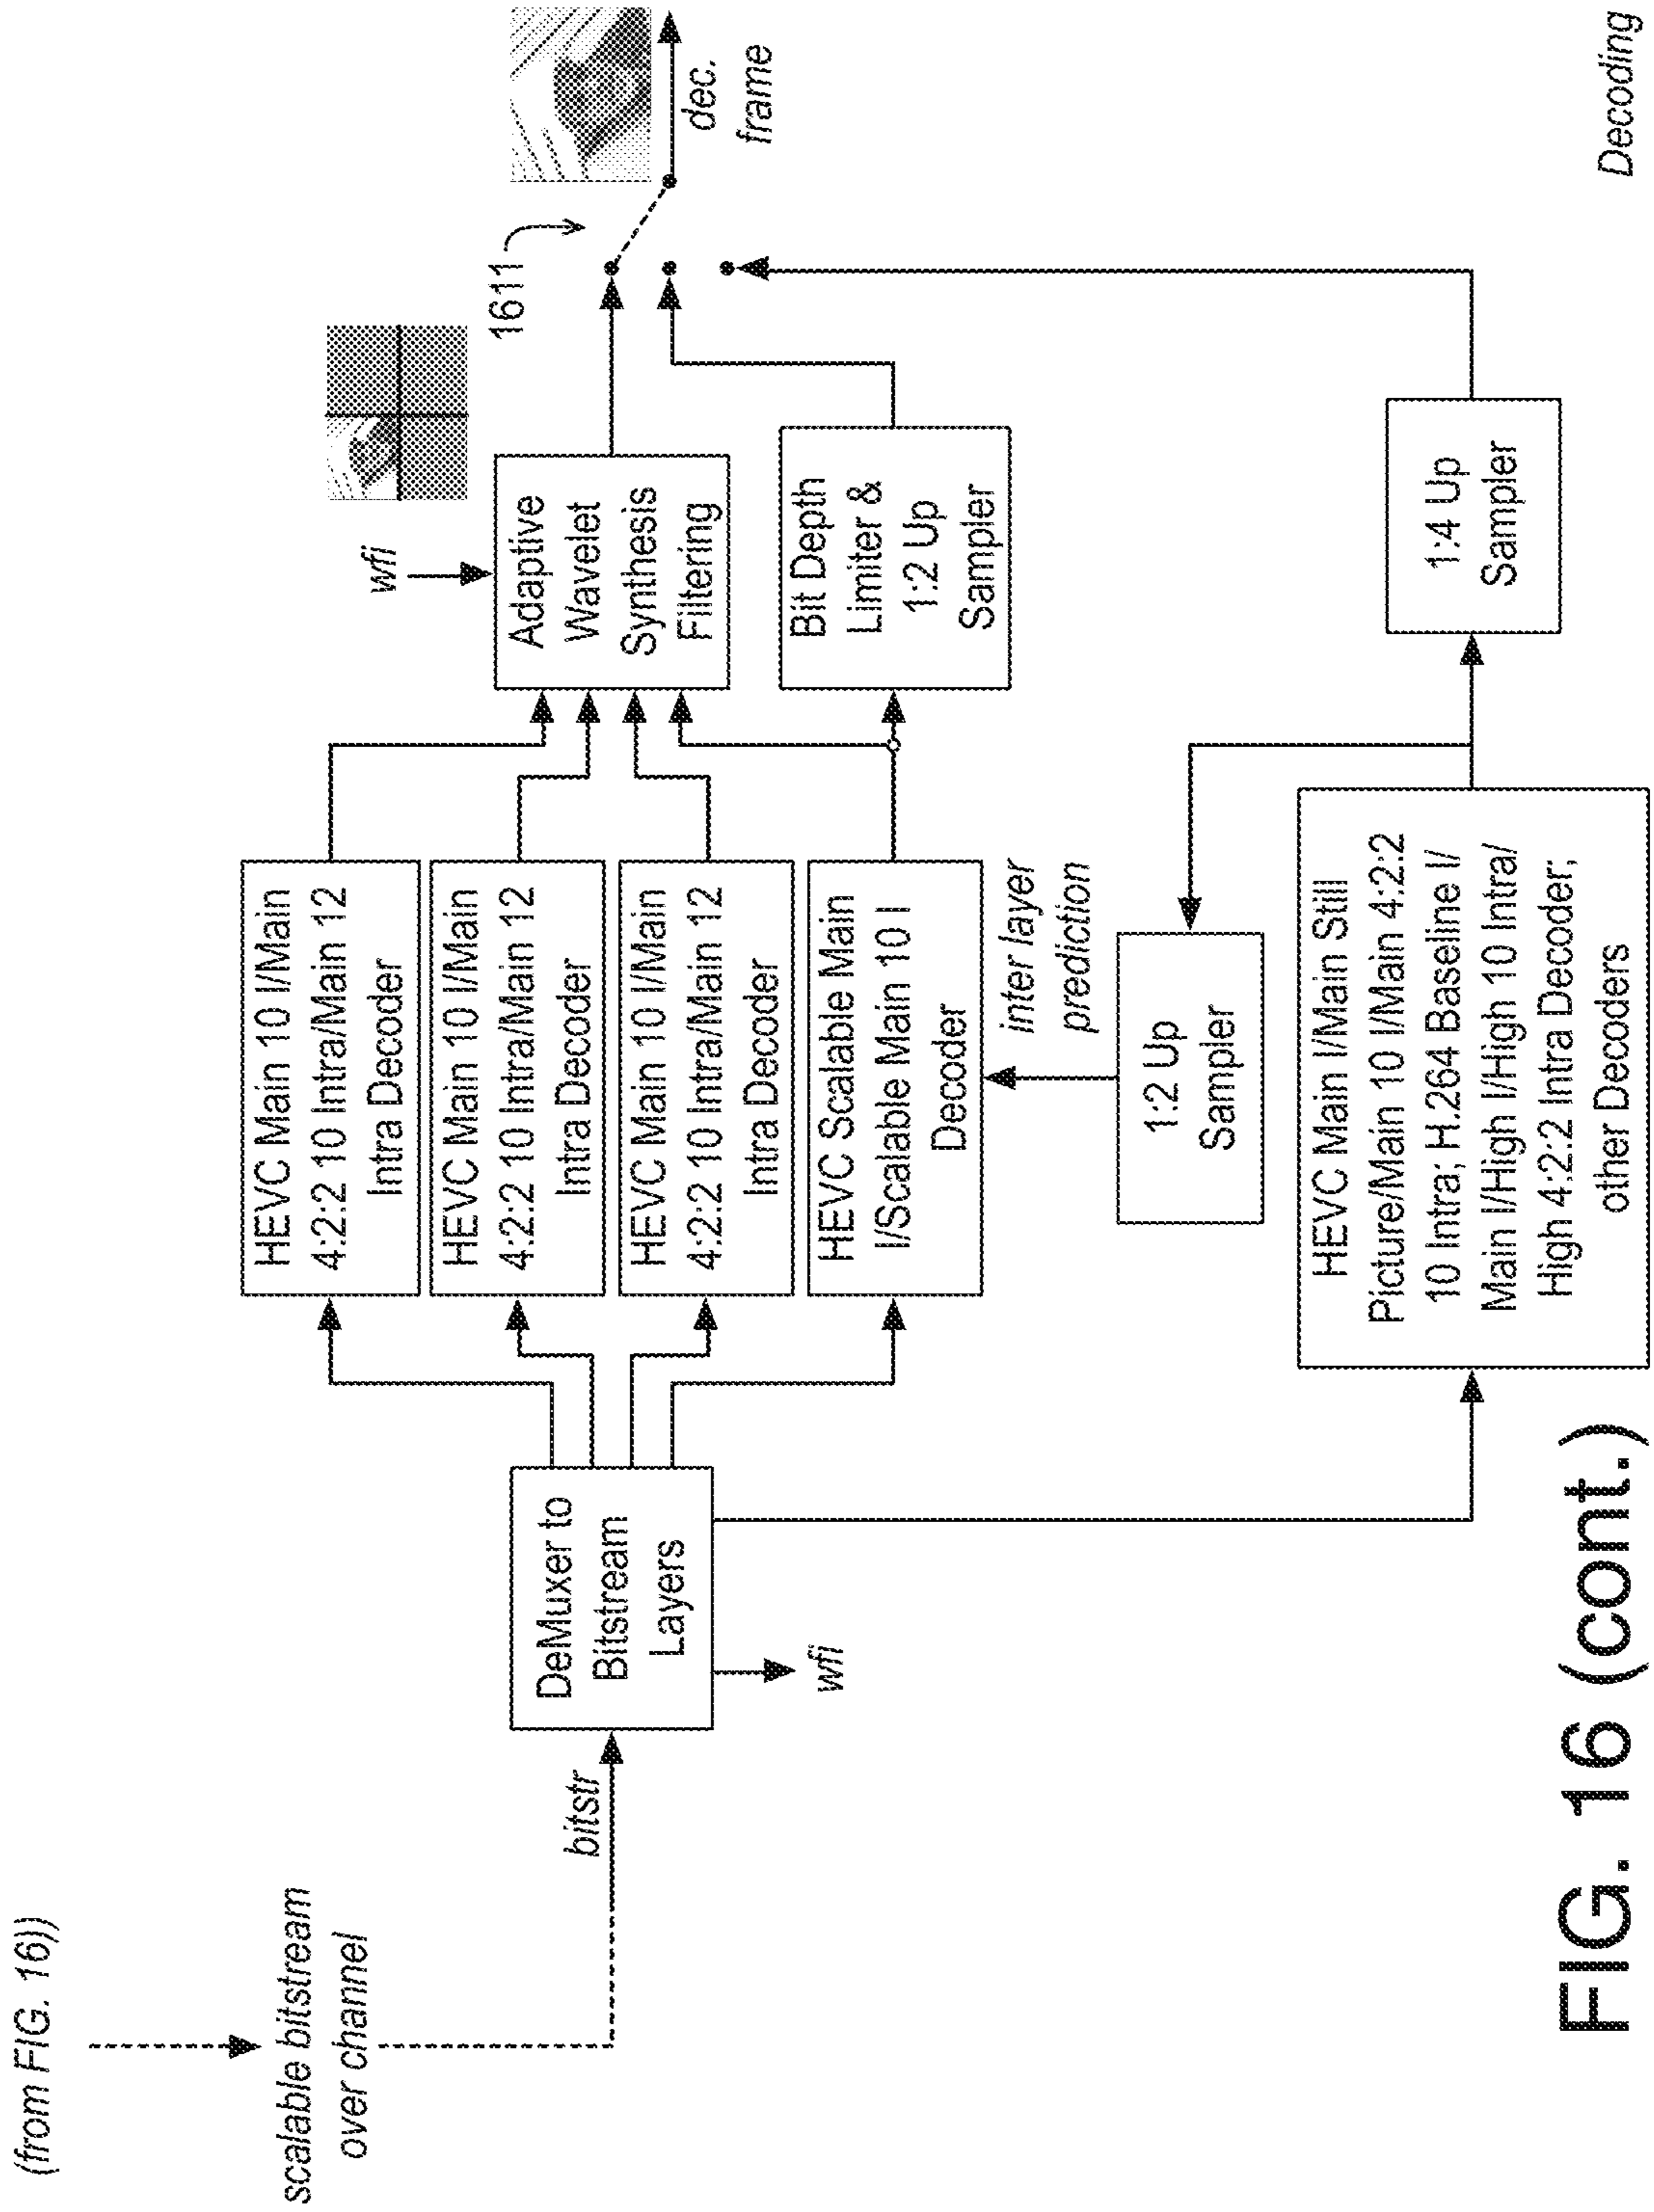 (from FIG. 16))
scalable bitstream
over channel
bitstr
DeMuxer to
Bitstream
Layers
wfi
HEVC Main 10 I/Main
4:2:2 10 Intra/Main 12
Intra Decoder
HEVC Main 10 I/Main
4:2:2 10 Intra/Main 12
Intra Decoder
HEVC Main 10 I/Main
4:2:2 10 Intra/Main 12
Intra Decoder
HEVC Scalable Main
I/Scalable Main 10 I
Decoder
inter layer
prediction
1:2 Up
Sampler
HEVC Main I/Main Still
Picture/Main 10 I/Main 4:2:2
10 Intra; H.264 Baseline I/
Main I/High I/High 10 Intra/
High 4:2:2 Intra Decoder;
other Decoders
wfi
Adaptive
Wavelet
Synthesis
Filtering
Bit Depth
Limiter &
1:2 Up
Sampler
1:4 Up
Sampler
1611
dec.
frame
Decoding
FIG. 16 (cont.)